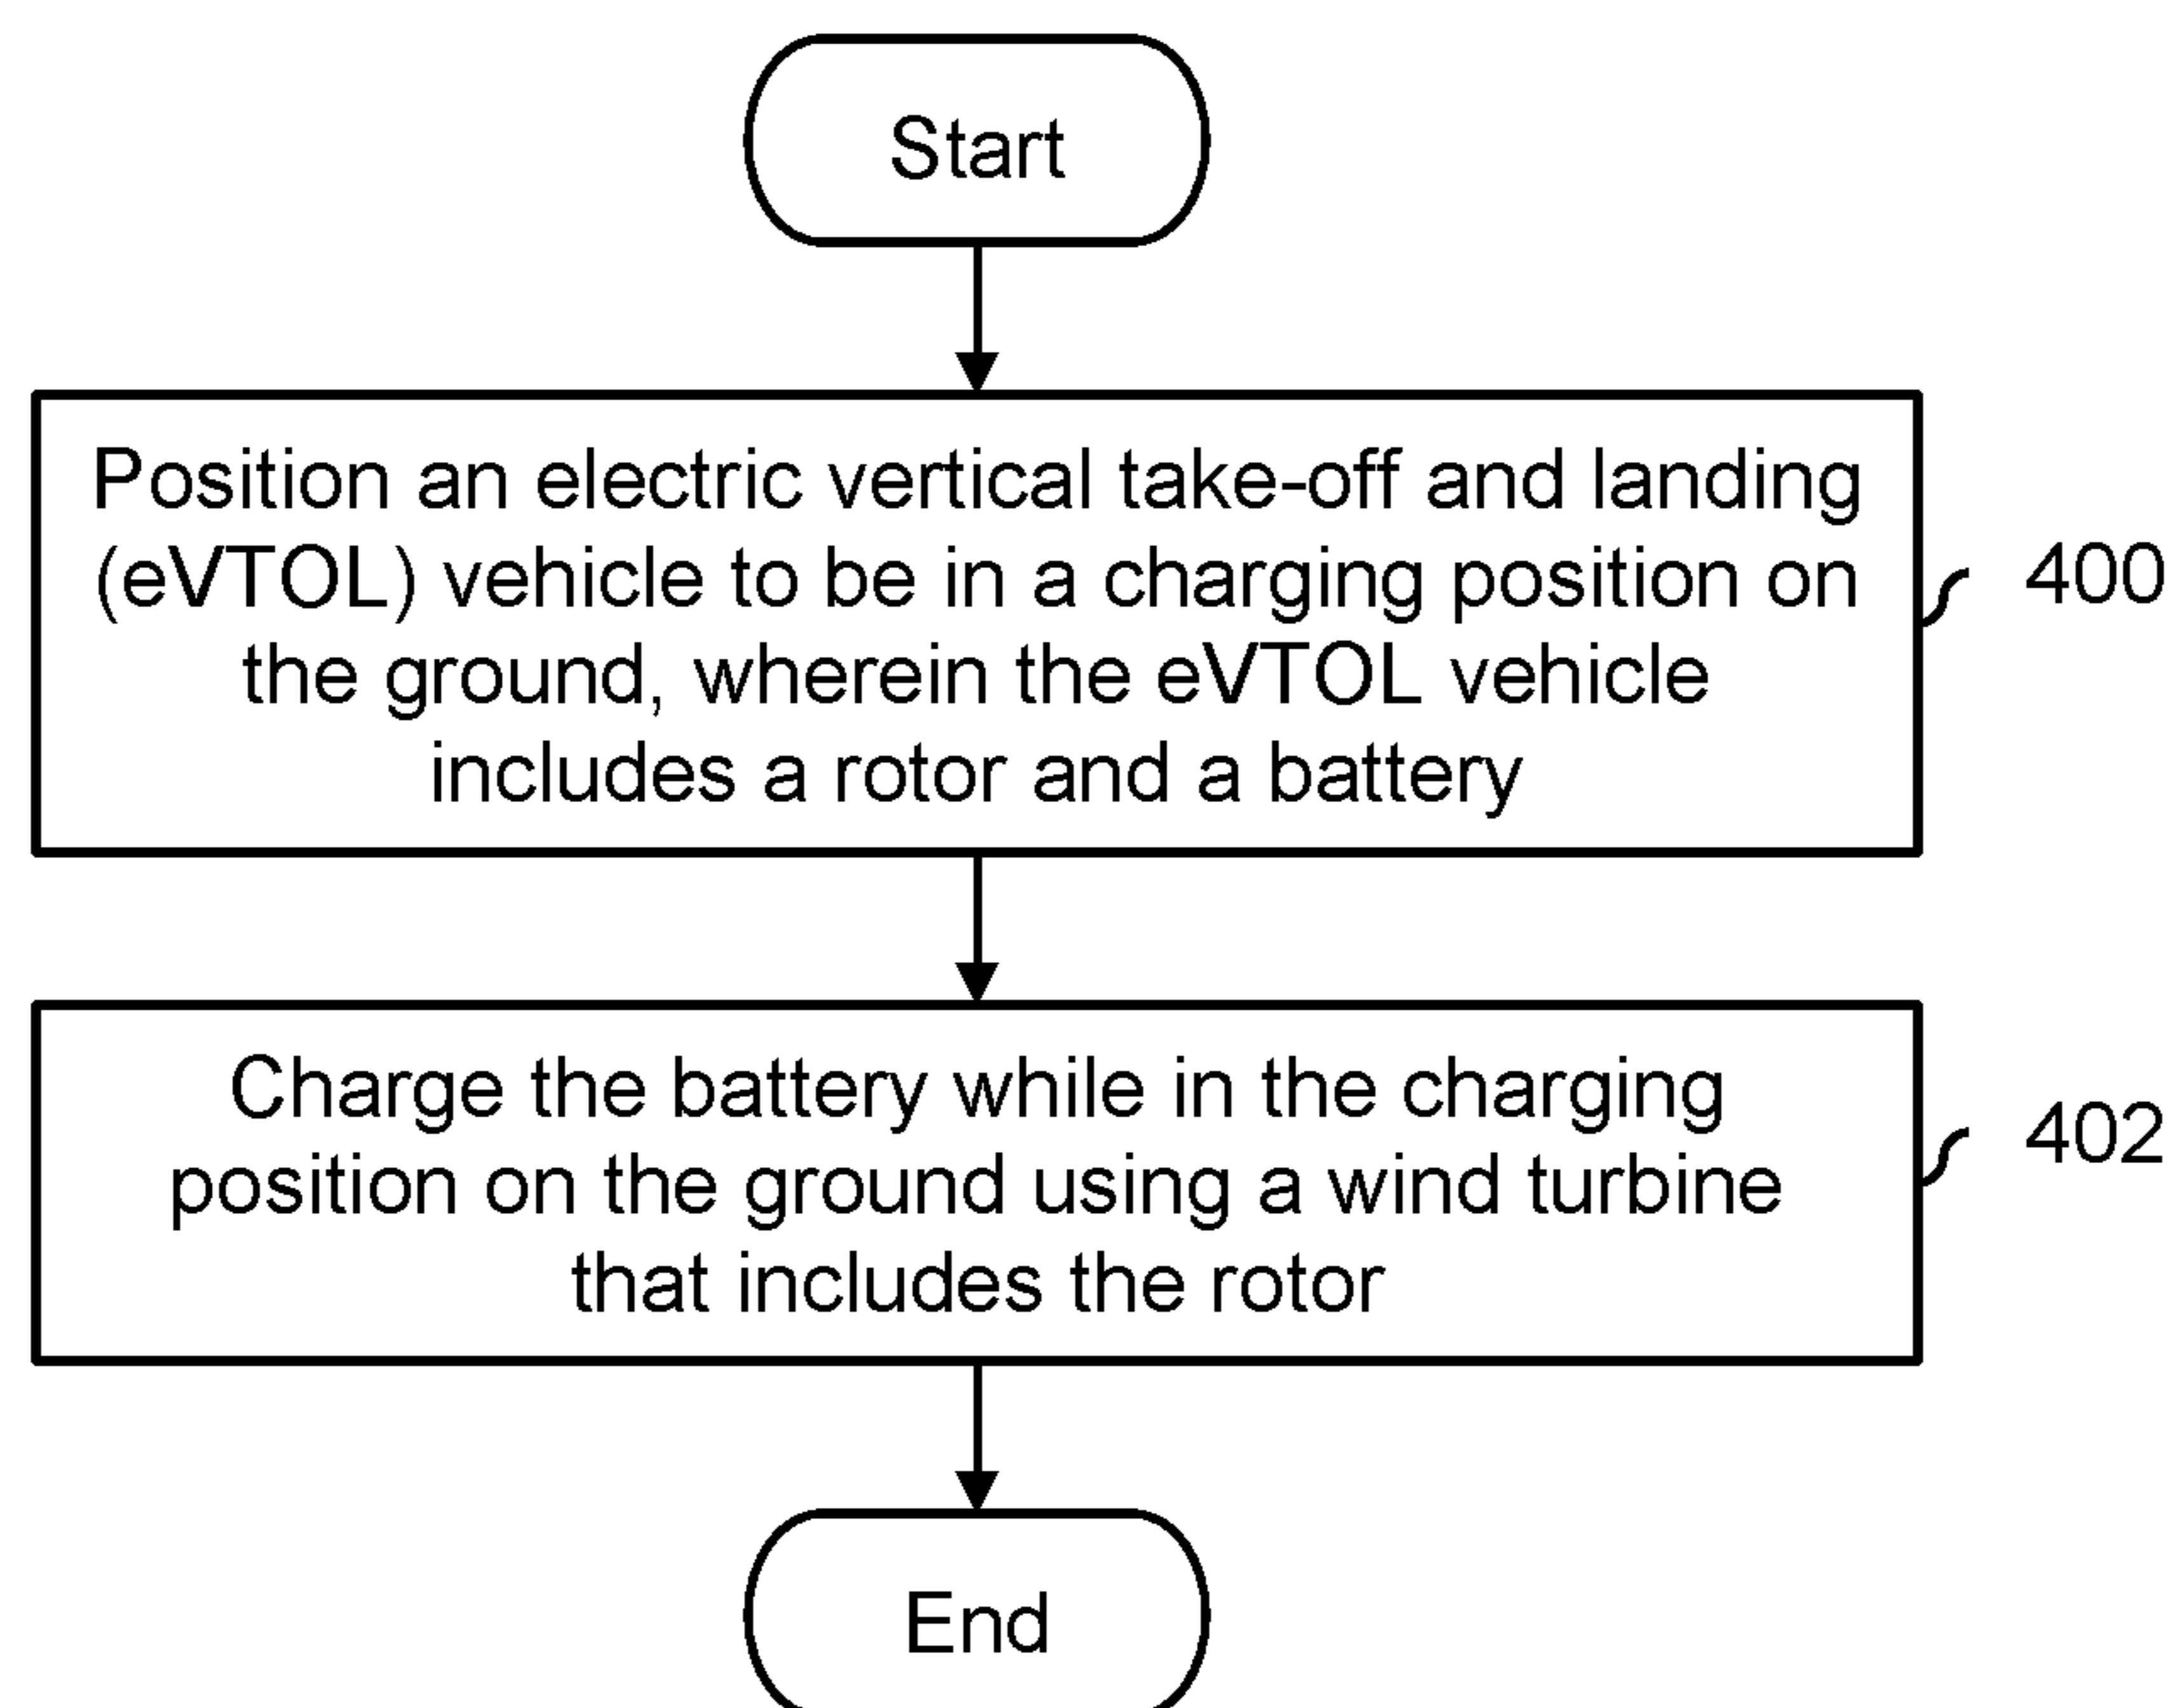 Start
Position an electric vertical take-off and landing
(eVTOL) vehicle to be in a charging position on
the ground, wherein the eVTOL vehicle
includes a rotor and a battery
400
Charge the battery while in the charging
position on the ground using a wind turbine
that includes the rotor
402
End